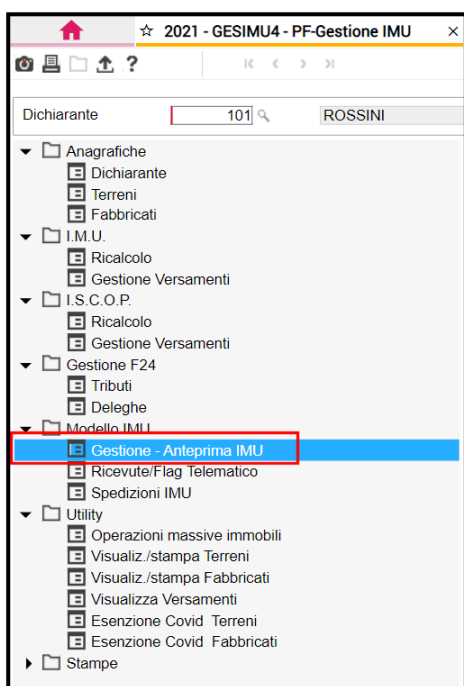 ☆ 2021 - GESIMU4 - PF-Gestione IMU ×
?
Dichiarante 101 ROSSINI
Anagrafiche
Dichiarante
Terreni
Fabbricati
I.M.U.
Ricalcolo
Gestione Versamenti
I.S.C.O.P.
Ricalcolo
Gestione Versamenti
Gestione F24
Tributi
Deleghe
Modello IMU
Gestione - Anteprima IMU
Ricevute/Flag Telematico
Spedizioni IMU
Utility
Operazioni massive immobili
Visualiz./stampa Terreni
Visualiz./stampa Fabbricati
Visualizza Versamenti
Esenzione Covid  Terreni
Esenzione Covid  Fabbricati
Stampe